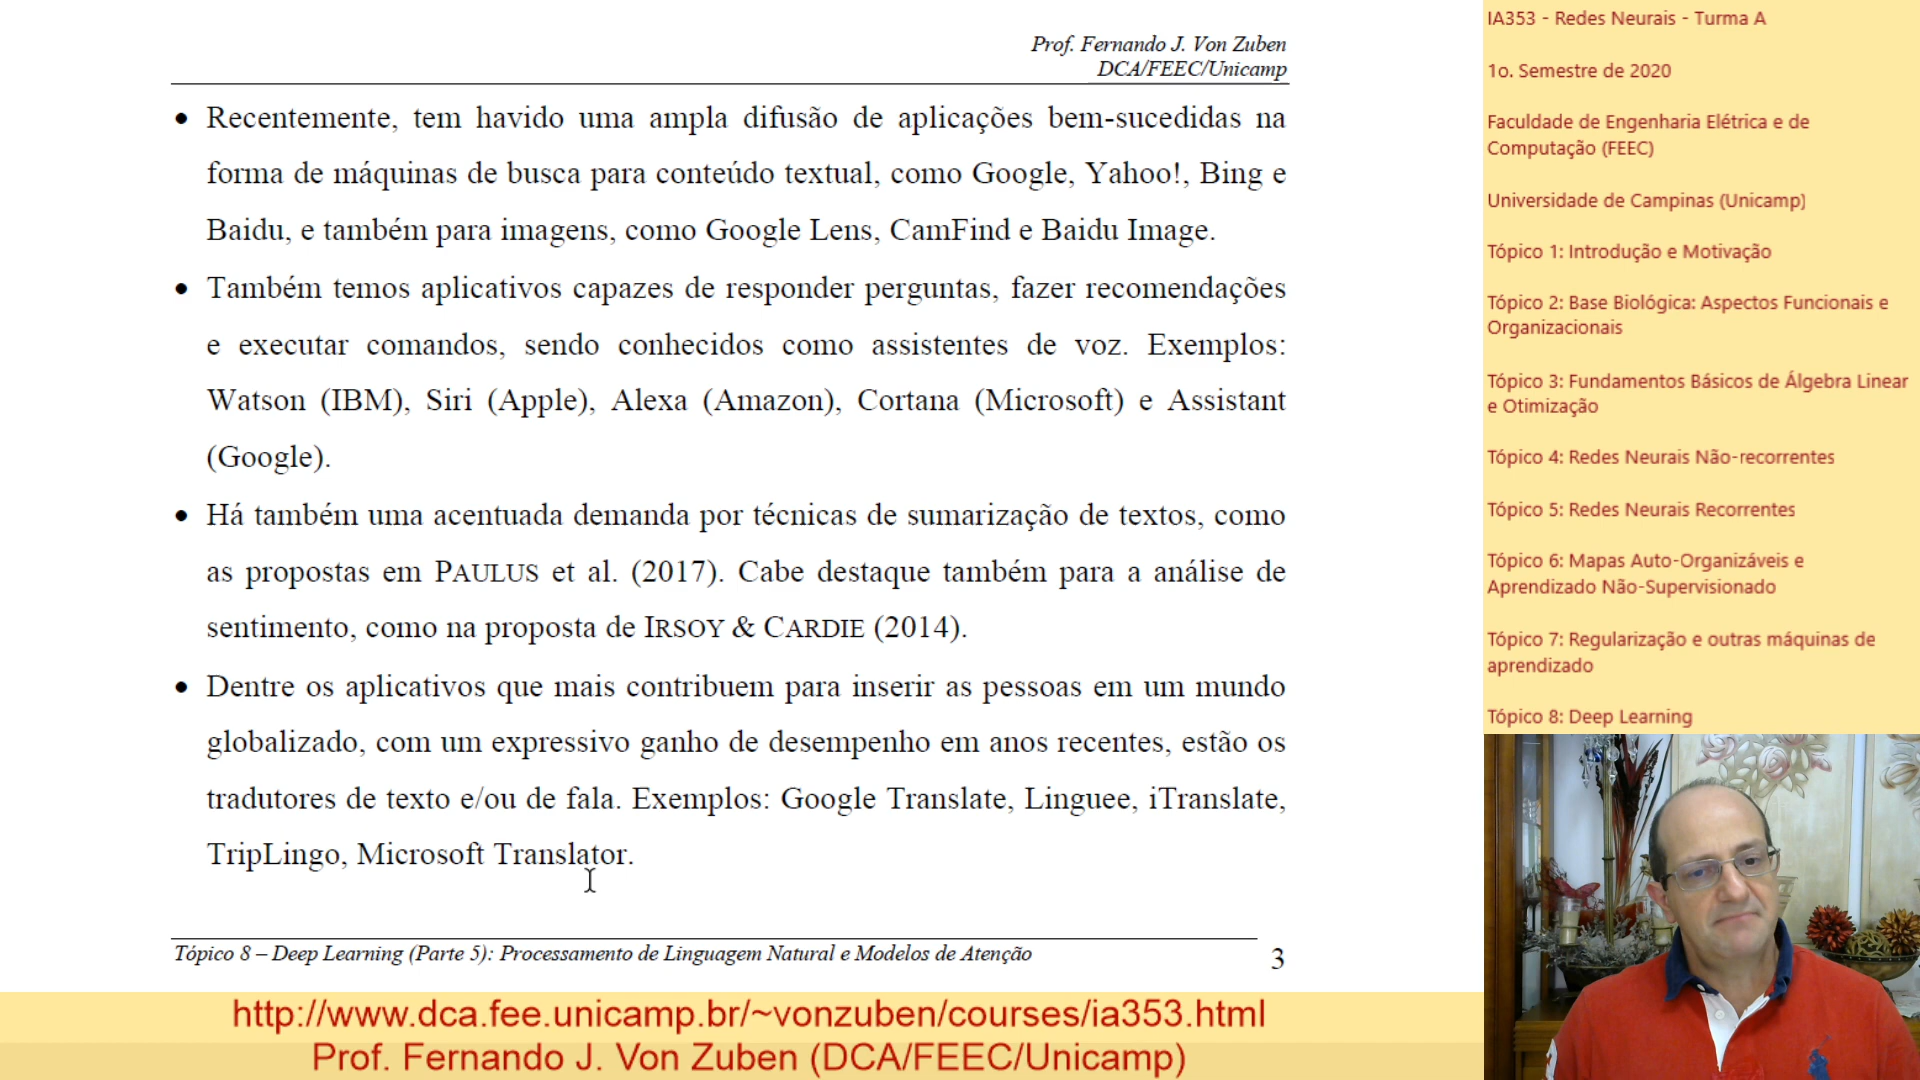 Prof. Fernando J. Von Zuben
DCA/FEEC/Unicamp
• Recentemente, tem havido uma ampla difusão de aplicações bem-sucedidas na
forma de máquinas de busca para conteúdo textual, como Google, Yahoo!, Bing e
Baidu, e também para imagens, como Google Lens, CamFind e Baidu Image.
• Também temos aplicativos capazes de responder perguntas, fazer recomendações
e executar comandos, sendo conhecidos como assistentes de voz. Exemplos:
Watson (IBM), Siri (Apple), Alexa (Amazon), Cortana (Microsoft) e Assistant
(Google).
• Há também uma acentuada demanda por técnicas de sumarização de textos, como
as propostas em PAULUS et al. (2017). Cabe destaque também para a análise de
sentimento, como na proposta de IRSOY & CARDIE (2014).
• Dentre os aplicativos que mais contribuem para inserir as pessoas em um mundo
globalizado, com um expressivo ganho de desempenho em anos recentes, estão os
tradutores de texto e/ou de fala. Exemplos: Google Translate, Linguee, iTranslate,
TripLingo, Microsoft Translator.
Tópico 8 – Deep Learning (Parte 5): Processamento de Linguagem Natural e Modelos de Atenção
3
http://www.dca.fee.unicamp.br/~vonzuben/courses/ia353.html
Prof. Fernando J. Von Zuben (DCA/FEEC/Unicamp)
IA353 - Redes Neurais - Turma A
1o. Semestre de 2020
Faculdade de Engenharia Elétrica e de
Computação (FEEC)
Universidade de Campinas (Unicamp)
Tópico 1: Introdução e Motivação
Tópico 2: Base Biológica: Aspectos Funcionais e
Organizacionais
Tópico 3: Fundamentos Básicos de Álgebra Linear
e Otimização
Tópico 4: Redes Neurais Não-recorrentes
Tópico 5: Redes Neurais Recorrentes
Tópico 6: Mapas Auto-Organizáveis e
Aprendizado Não-Supervisionado
Tópico 7: Regularização e outras máquinas de
aprendizado
Tópico 8: Deep Learning